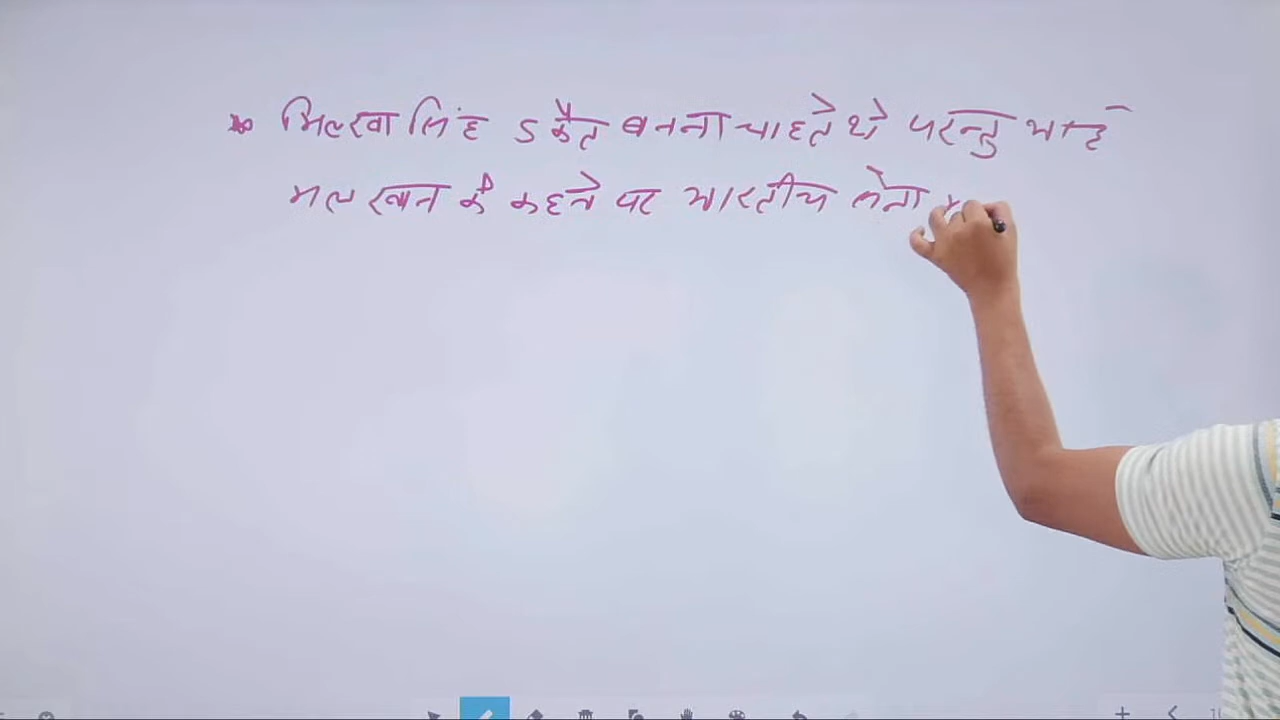 * मिल्खा सिंह डकैत बनना चाहते थे परन्तु भाई
मलखान के कहने पर भारतीय सेना